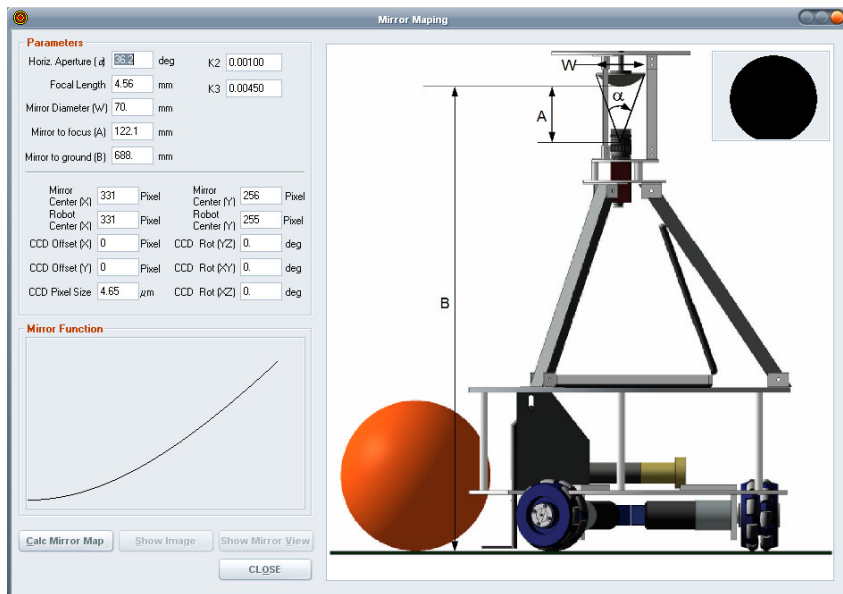 Mirror Maping
Parameters
Horiz. Aperture (α) 36.2 deg K2 0.00100
Focal Length 4.56 mm K3 0.00450
Mirror Diameter (W) 70. mm
Mirror to focus (A) 122.1 mm
Mirror to ground (B) 688. mm
Mirror Center (X) 331 Pixel Mirror Center (Y) 256 Pixel
Robot Center (X) 331 Pixel Robot Center (Y) 255 Pixel
CCD Offset (X) 0 Pixel CCD Rot (YZ) 0. deg
CCD Offset (Y) 0 Pixel CCD Rot (XY) 0. deg
CCD Pixel Size 4.65 μm CCD Rot (XZ) 0. deg
Mirror Function
Calc Mirror Map Show Image Show Mirror View
CLOSE
W
A
α
B